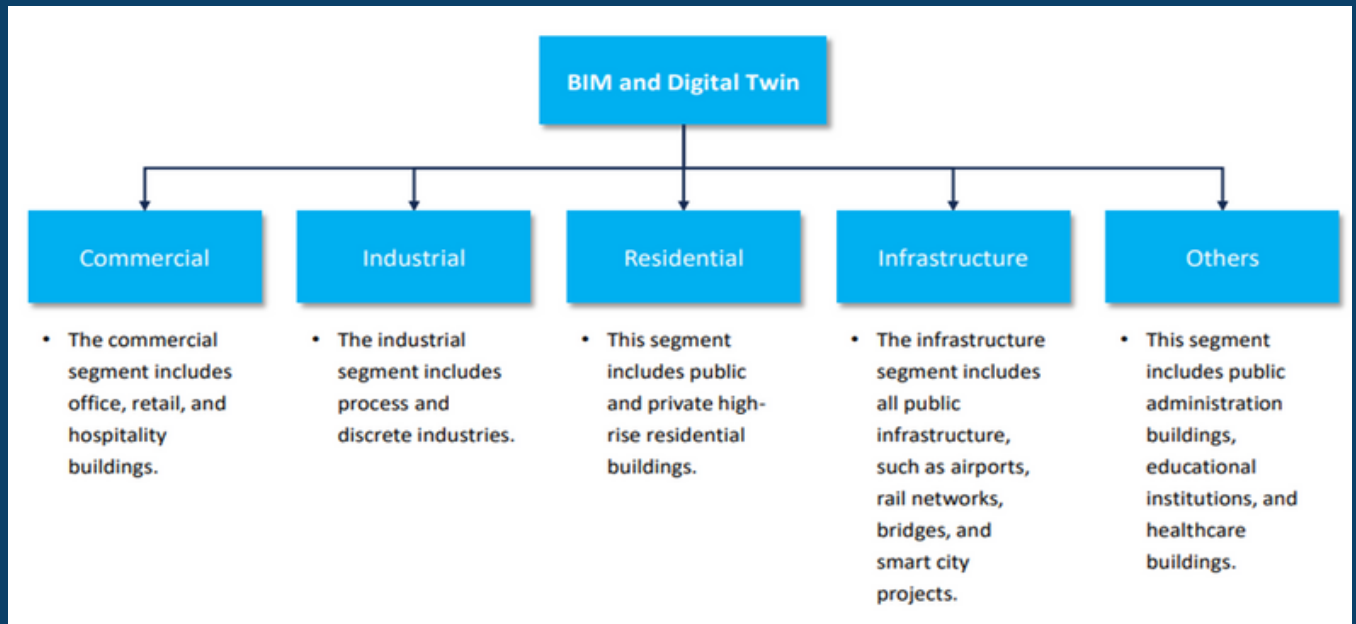 BIM and Digital Twin
Commercial
Industrial
Residential
Infrastructure
Others
• The commercial
segment includes
office, retail, and
hospitality
buildings.
• The industrial
segment includes
process and
discrete industries.
• This segment
includes public
and private high-
rise residential
buildings.
• The infrastructure
segment includes
all public
infrastructure,
such as airports,
rail networks,
bridges, and
smart city
projects.
• This segment
includes public
administration
buildings,
educational
institutions, and
healthcare
buildings.